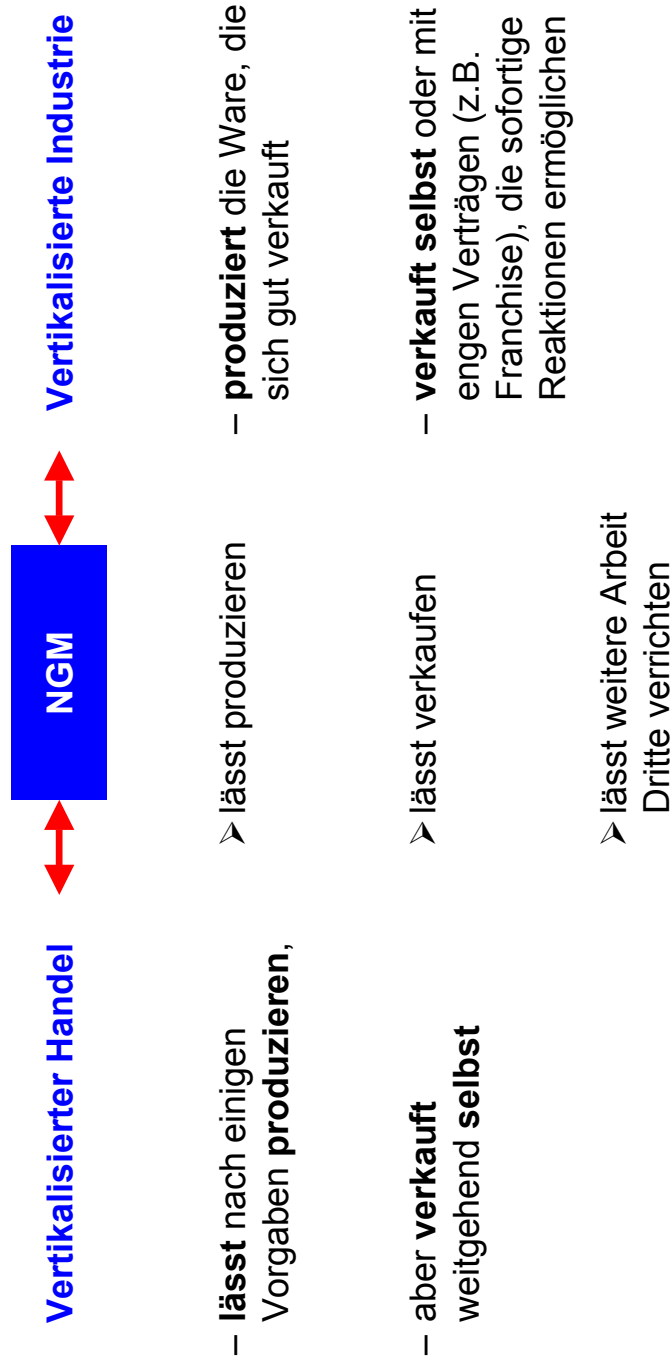 Vertikalisierter Handel
– lässt nach einigen
Vorgaben produzieren,
– aber verkauft
weitgehend selbst
NGM
➢ lässt produzieren
➢ lässt verkaufen
➢ lässt weitere Arbeit
Dritte verrichten
Vertikalisierte Industrie
– produziert die Ware, die
sich gut verkauft
– verkauft selbst oder mit
engen Verträgen (z.B.
Franchise), die sofortige
Reaktionen ermöglichen